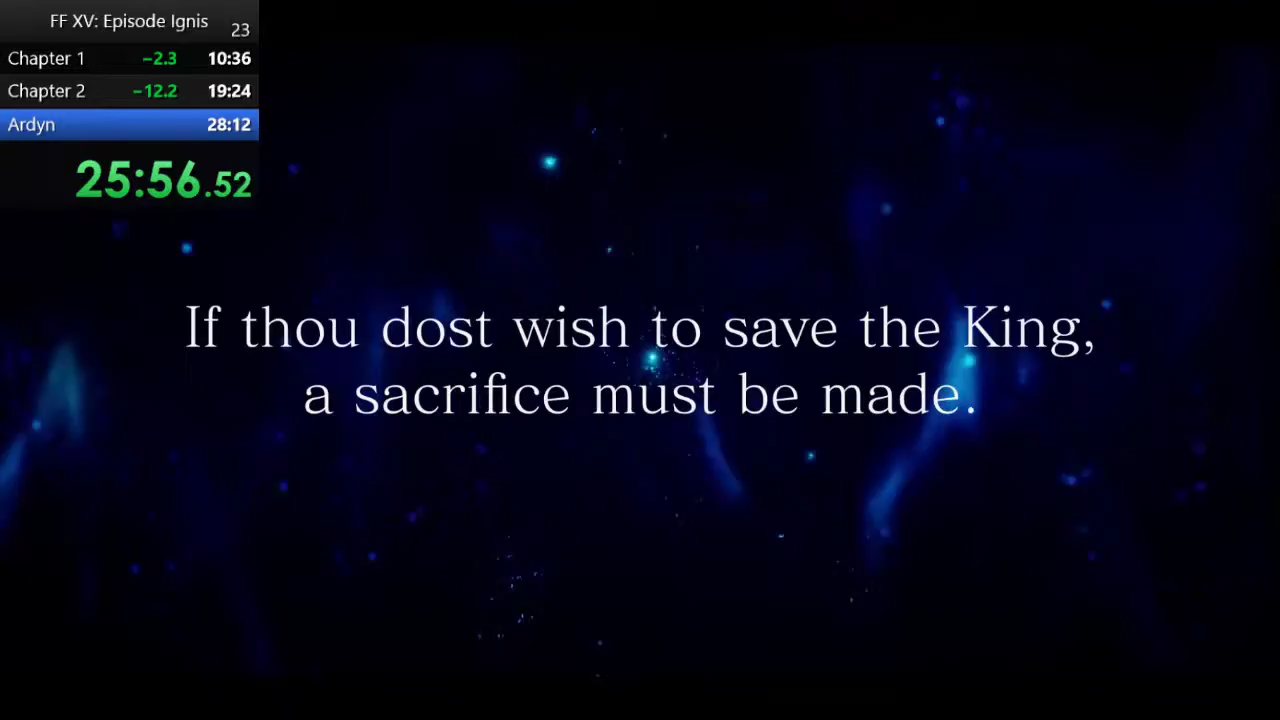 FF XV: Episode Ignis
23
Chapter 1 −2.3 10:36
Chapter 2 −12.2 19:24
Ardyn 28:12
25:56.52
If thou dost wish to save the King,
a sacrifice must be made.